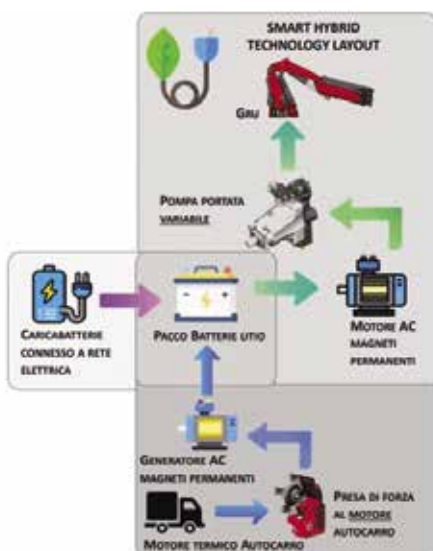 SMART HYBRID
TECHNOLOGY LAYOUT
GRU
POMPA PORTATA
VARIABILE
CARICABATTERIE
CONNESSO A RETE
ELETTRICA
PACCO BATTERIE LITIO
MOTORE AC
MAGNETI
PERMANENTI
GENERATORE AC
MAGNETI PERMANENTI
PRESA DI FORZA
AL MOTORE
AUTOCARRO
MOTORE TERMICO AUTOCARRO